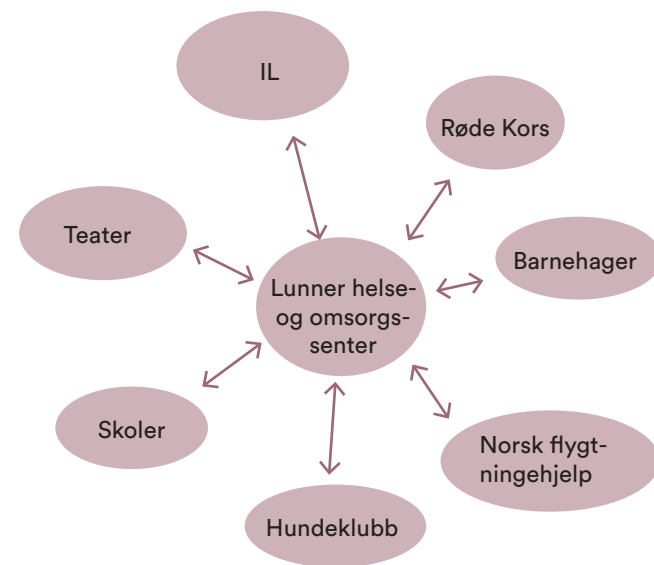 IL
Røde Kors
Teater
Barnehager
Lunner helse-
og omsorgs-
senter
Skoler
Norsk flygt-
ningehjelp
Hundeklubb